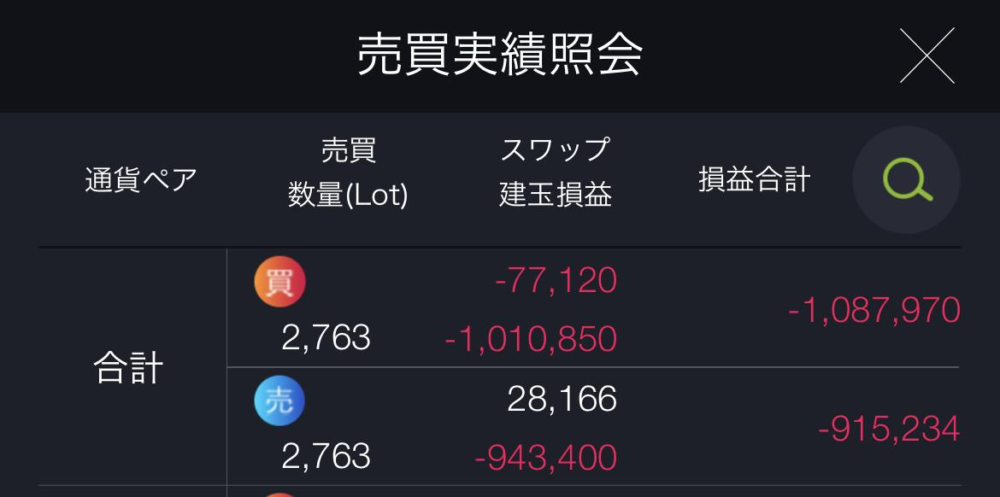 売買実績照会
通貨ペア
売買
数量(Lot)
スワップ
建玉損益
損益合計
合計
買
2,763
-77,120
-1,010,850
-1,087,970
売
2,763
28,166
-943,400
-915,234